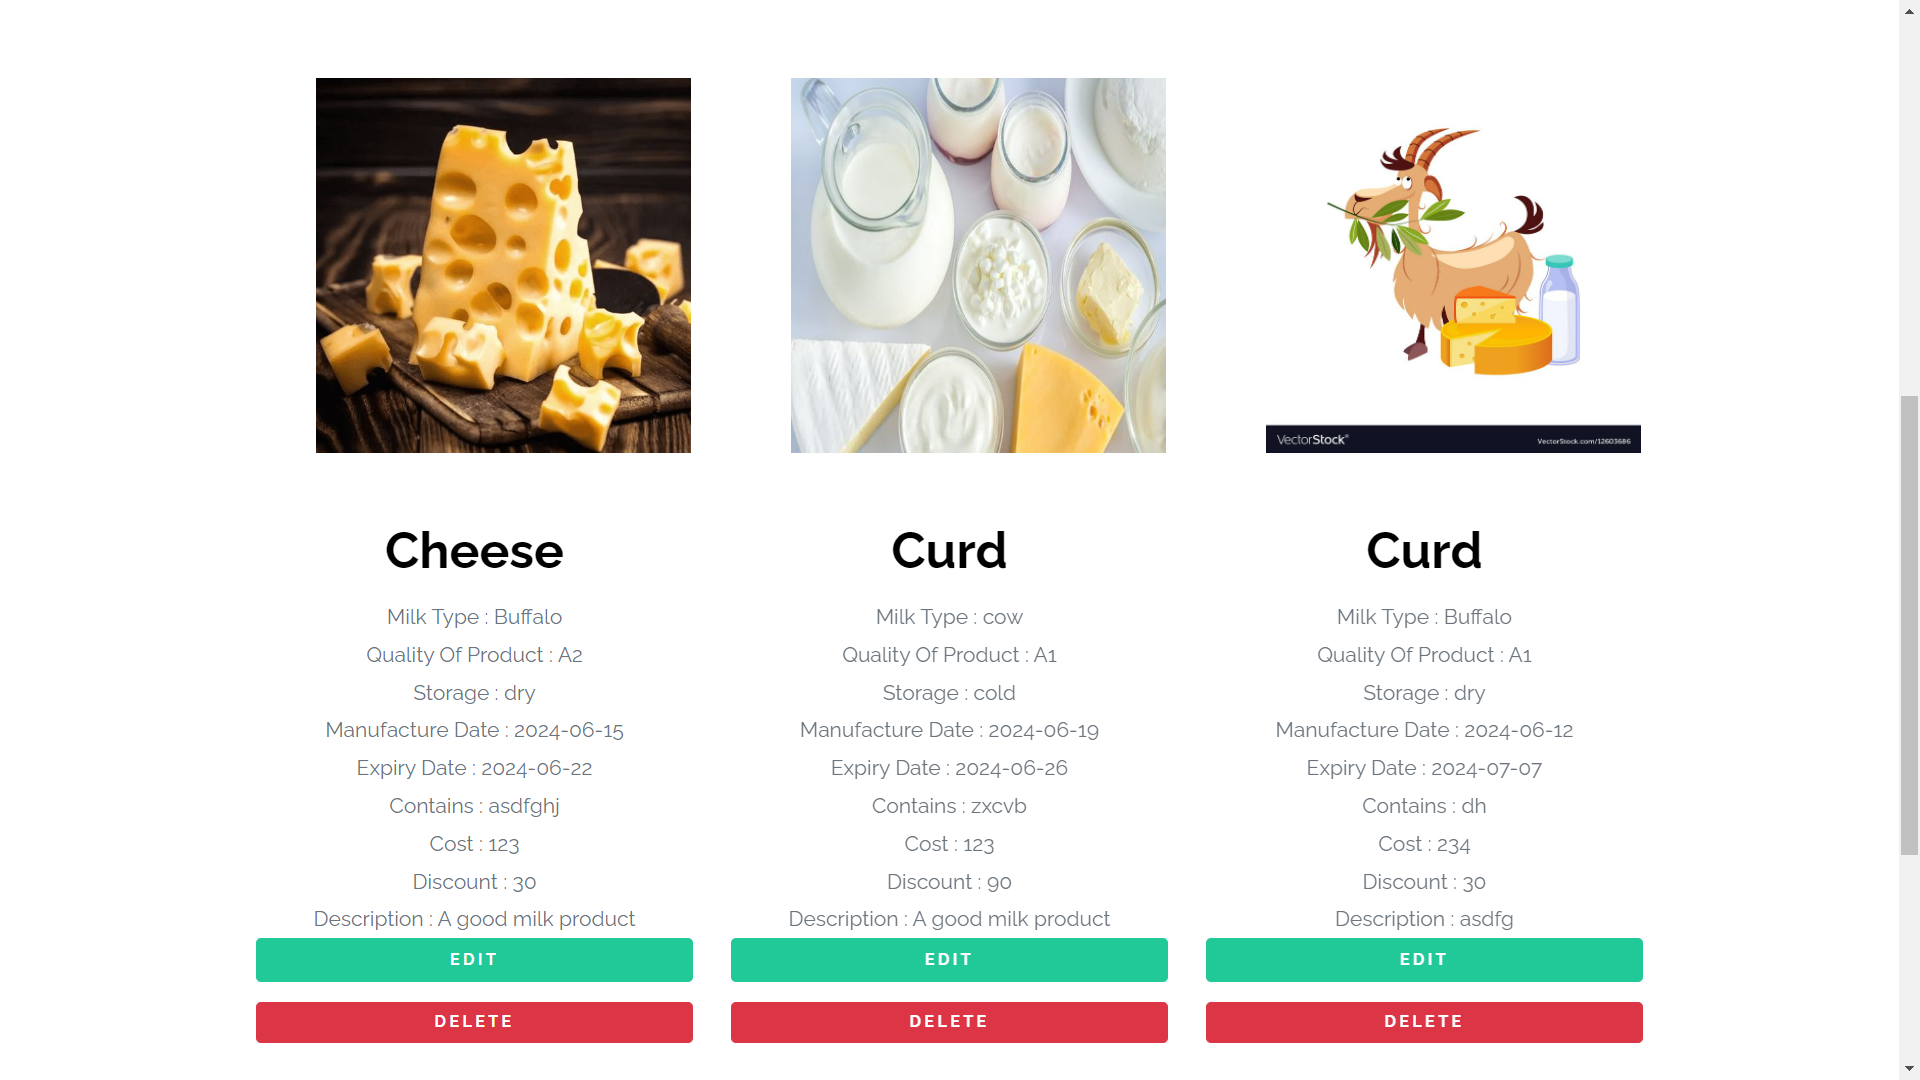 VectorStock®
VectorStock.com/12603686
Cheese
Milk Type : Buffalo
Quality Of Product : A2
Storage : dry
Manufacture Date : 2024-06-15
Expiry Date : 2024-06-22
Contains : asdfghj
Cost : 123
Discount : 30
Description : A good milk product
EDIT
DELETE
Curd
Milk Type : cow
Quality Of Product : A1
Storage : cold
Manufacture Date : 2024-06-19
Expiry Date : 2024-06-26
Contains : zxcvb
Cost : 123
Discount : 90
Description : A good milk product
EDIT
DELETE
Curd
Milk Type : Buffalo
Quality Of Product : A1
Storage : dry
Manufacture Date : 2024-06-12
Expiry Date : 2024-07-07
Contains : dh
Cost : 234
Discount : 30
Description : asdfg
EDIT
DELETE